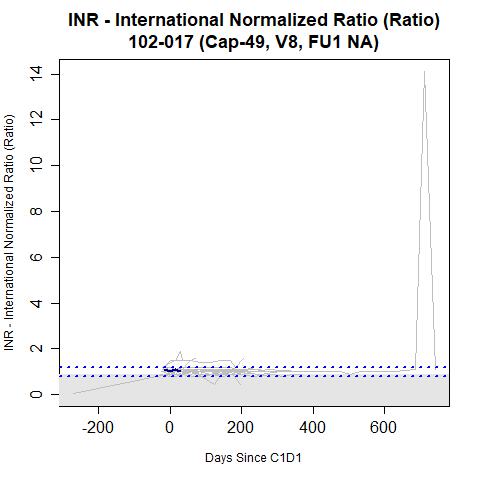 INR - International Normalized Ratio (Ratio)
102-017 (Cap-49, V8, FU1 NA)
INR - International Normalized Ratio (Ratio)
14
12
10
8
6
4
2
0
-200 0 200 400 600
Days Since C1D1